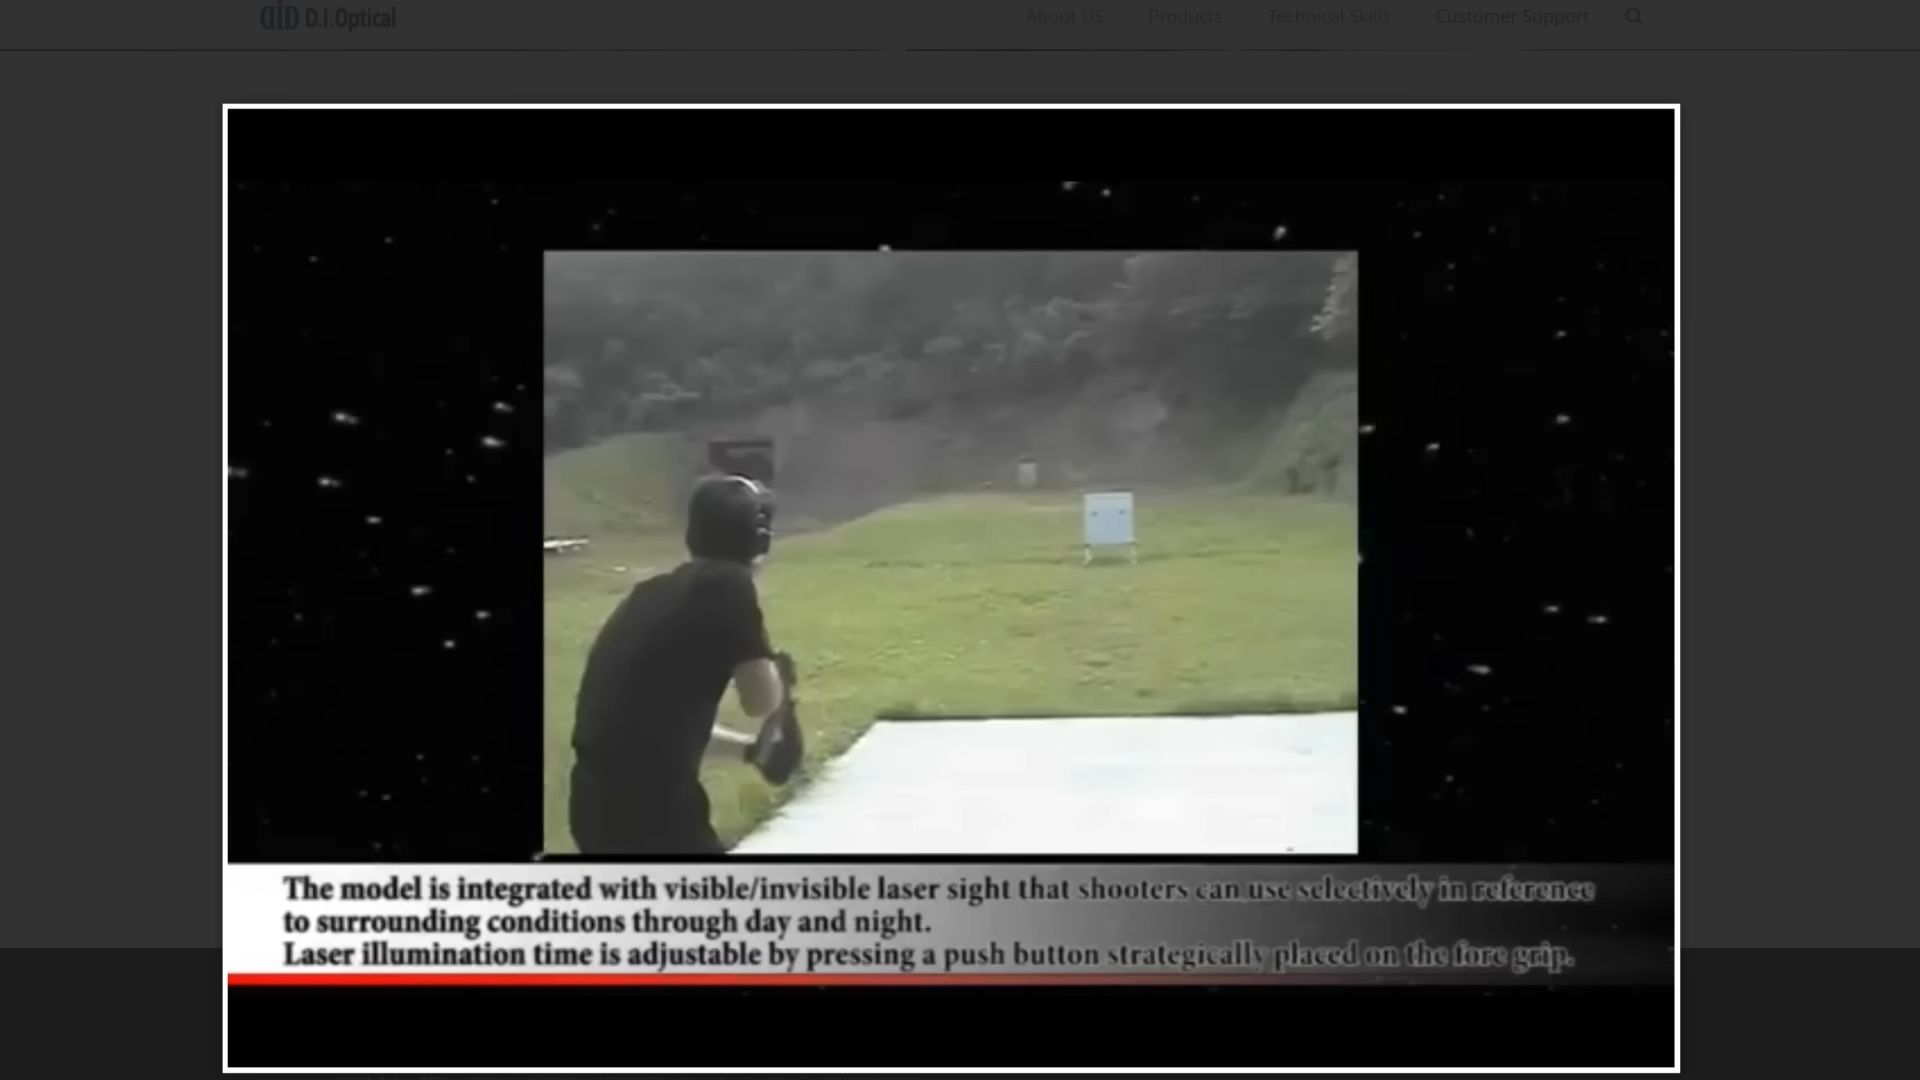 D.I.Optical
About US
Products
Technical Skills
Customer Support
The model is integrated with visible/invisible laser sight that shooters can use selectively in reference
to surrounding conditions through day and night.
Laser illumination time is adjustable by pressing a push button strategically placed on the fore grip.